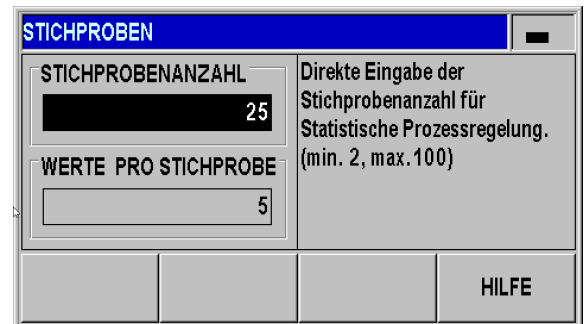 STICHPROBEN
STICHPROBENANZAHL
25
WERTE PRO STICHPROBE
5
Direkte Eingabe der
Stichprobenanzahl für
Statistische Prozessregelung.
(min. 2, max.100)
HILFE